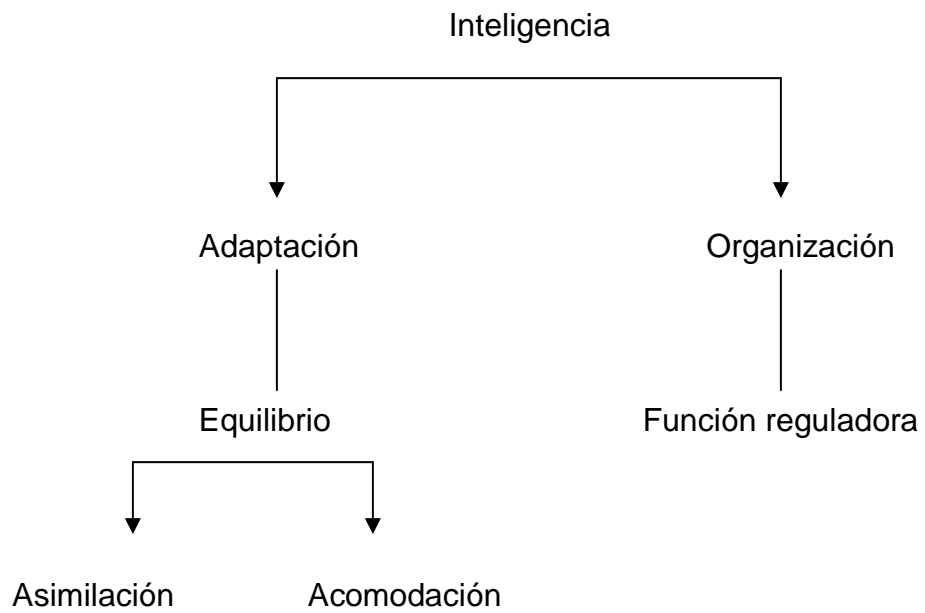 Inteligencia
Adaptación Organización
Equilibrio Función reguladora
Asimilación Acomodación